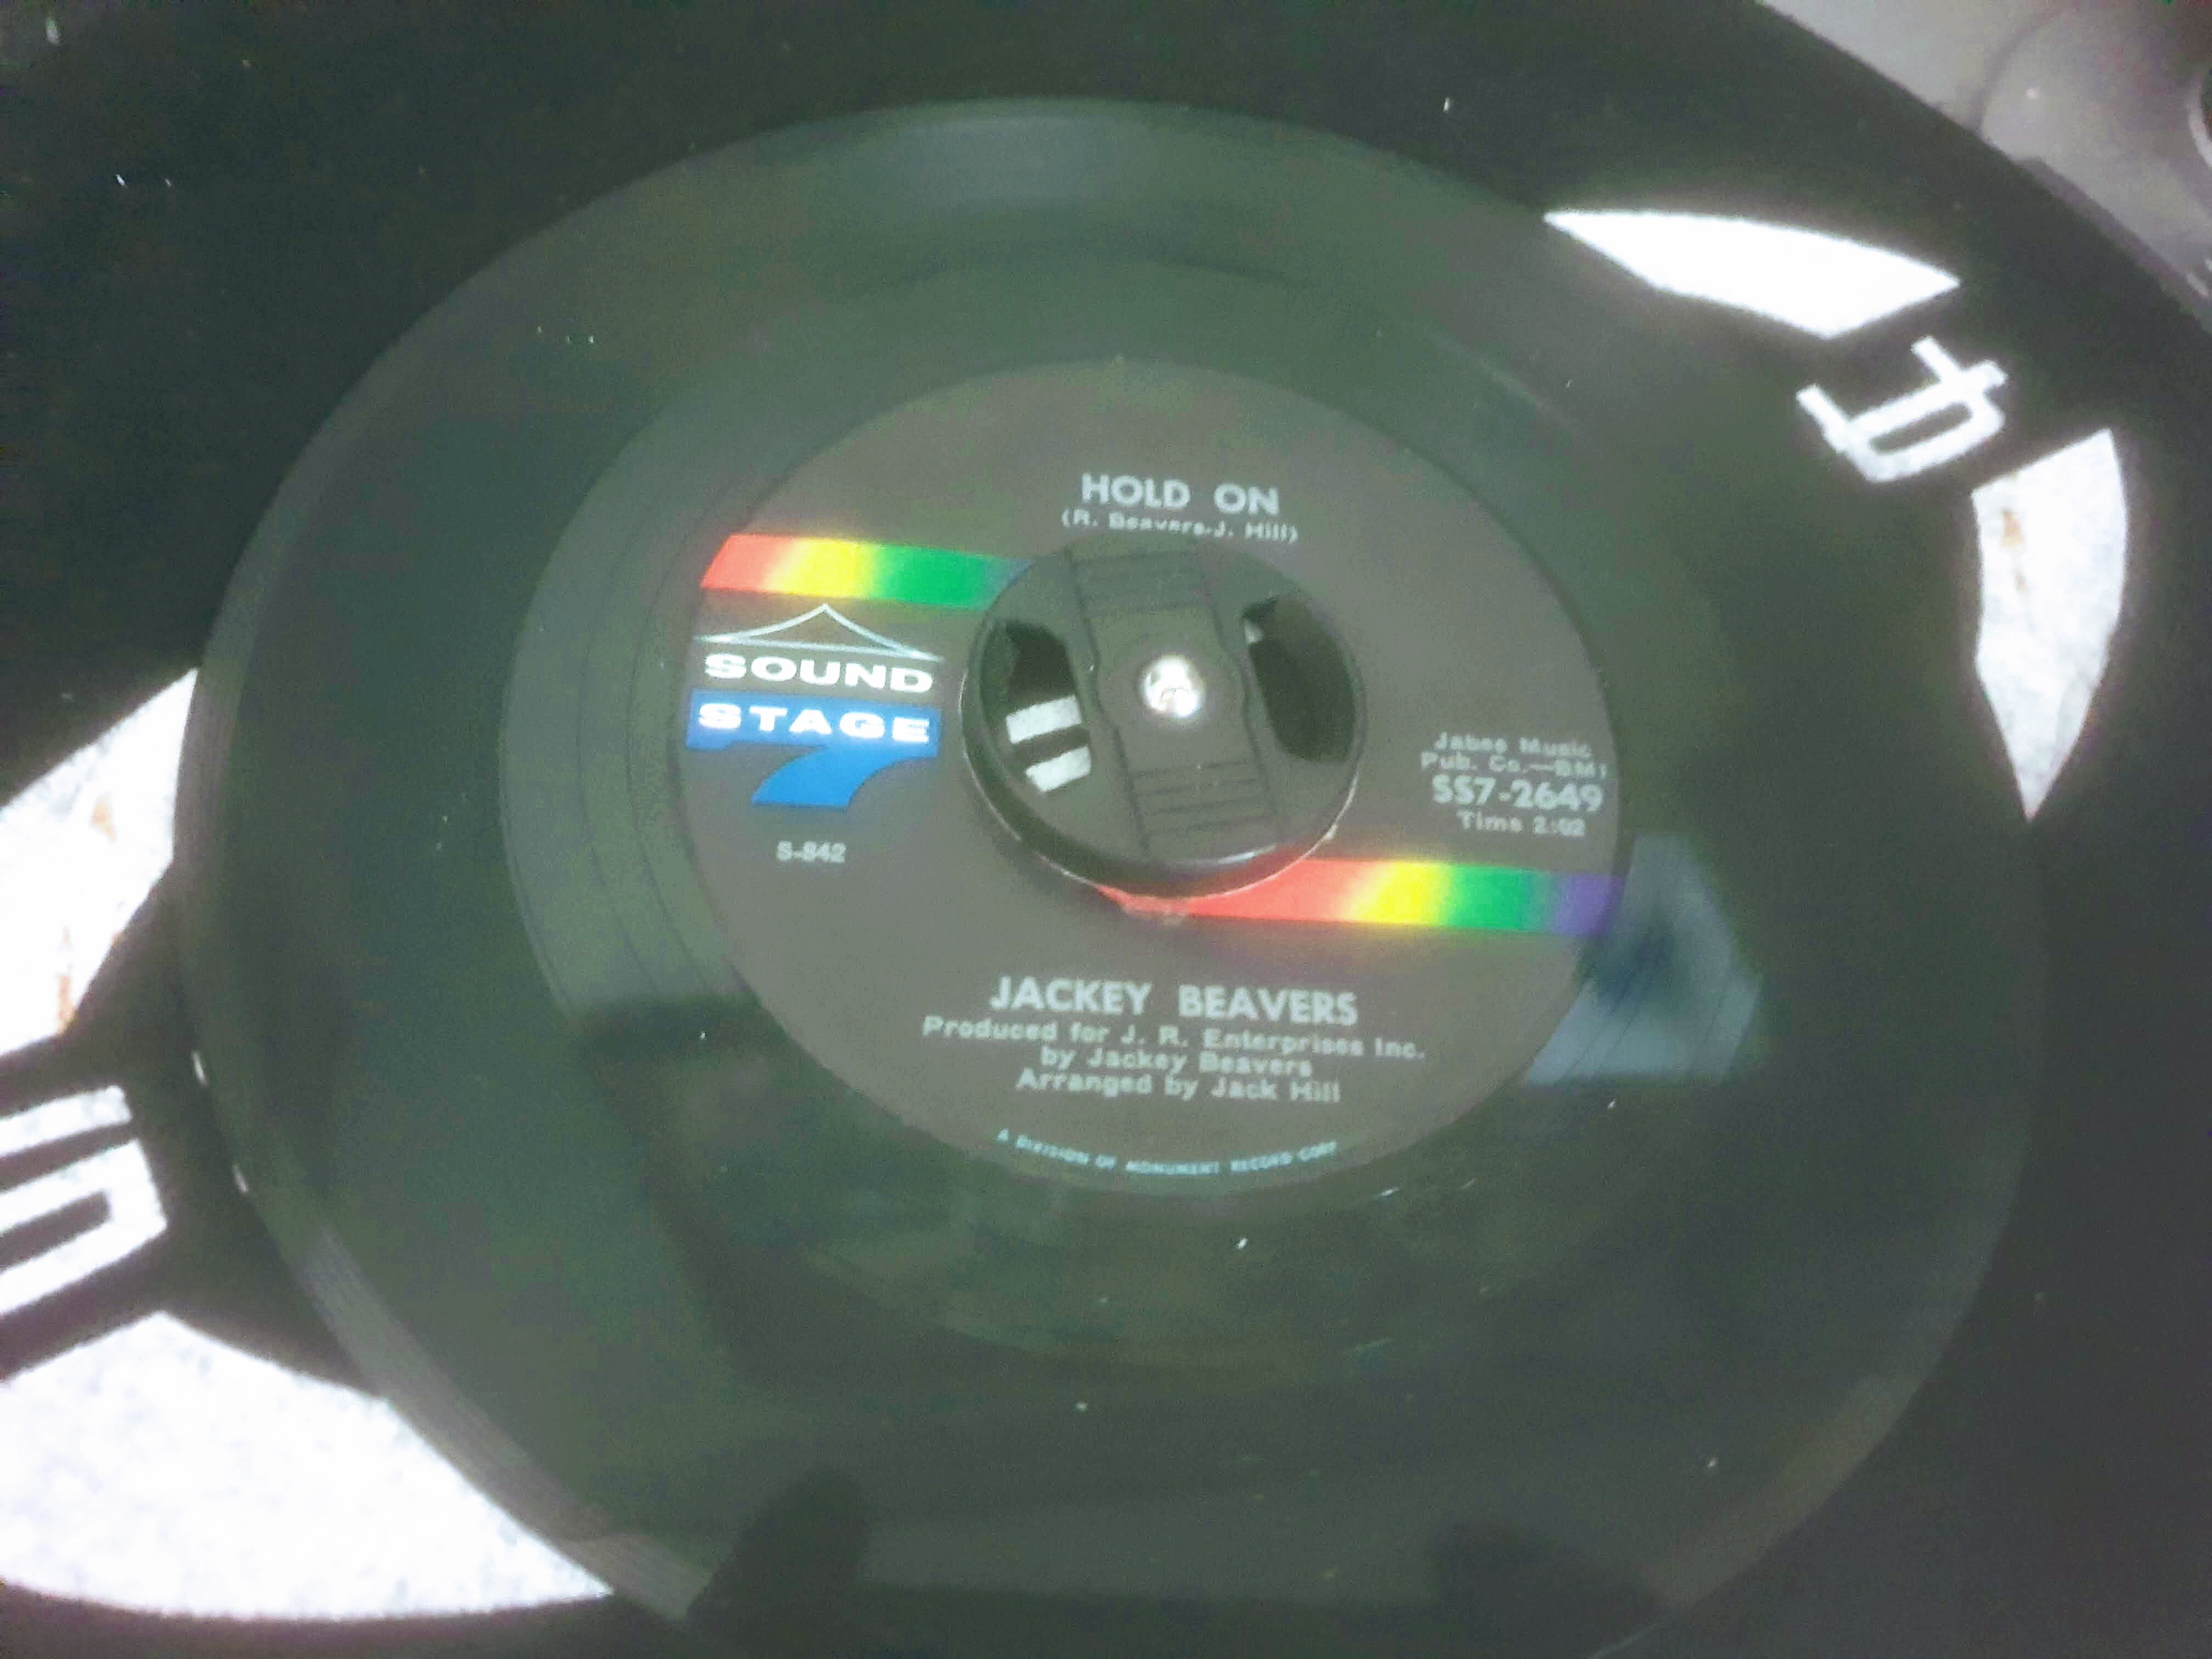 HOLD ON
(R. Beavers-J. Hill)
SOUND
STAGE
7
S-842
Music
Pub. Co.—BMI
SS7-2649
Time 2:02
JACKEY BEAVERS
Produced for J. R. Enterprises Inc.
by Jackey Beavers
Arranged by Jack Hill
A DIVISION OF MONUMENT RECORD CORP